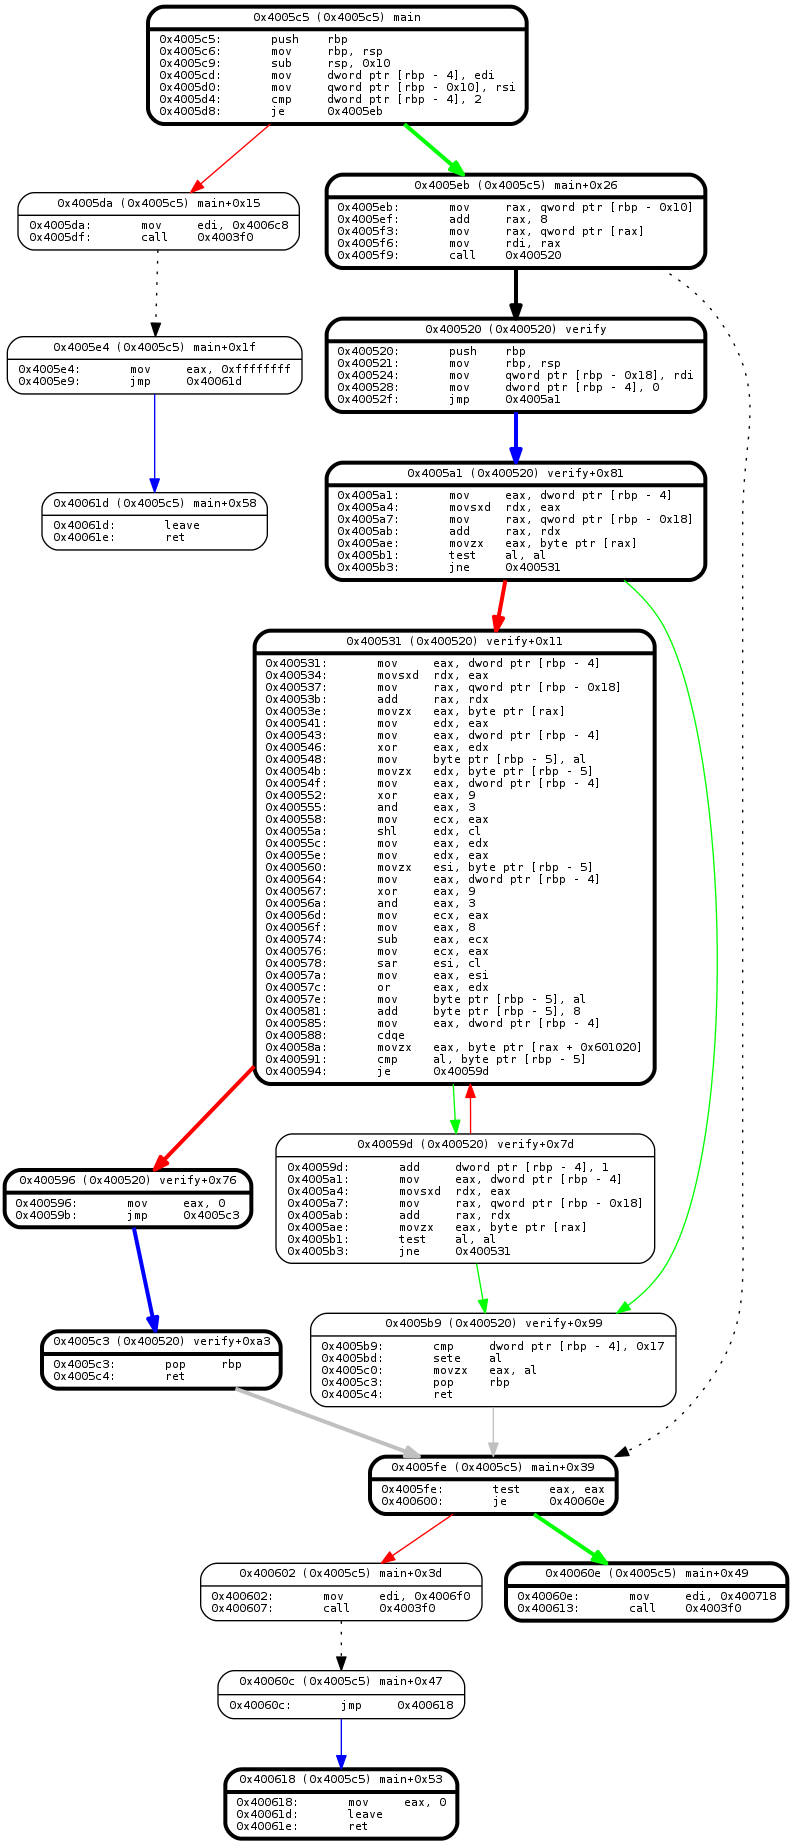 0x4005c5 (0x4005c5) main
0x4005c5: push rbp
0x4005c6: mov rbp, rsp
0x4005c9: sub rsp, 0x10
0x4005cd: mov dword ptr [rbp - 4], edi
0x4005d0: mov qword ptr [rbp - 0x10], rsi
0x4005d4: cmp dword ptr [rbp - 4], 2
0x4005d8: je 0x4005eb
0x4005da (0x4005c5) main+0x15
0x4005da: mov edi, 0x4006c8
0x4005df: call 0x4003f0
0x4005eb (0x4005c5) main+0x26
0x4005eb: mov rax, qword ptr [rbp - 0x10]
0x4005ef: add rax, 8
0x4005f3: mov rax, qword ptr [rax]
0x4005f6: mov rdi, rax
0x4005f9: call 0x400520
0x4005e4 (0x4005c5) main+0x1f
0x4005e4: mov eax, 0xffffffff
0x4005e9: jmp 0x40061d
0x400520 (0x400520) verify
0x400520: push rbp
0x400521: mov rbp, rsp
0x400524: mov qword ptr [rbp - 0x18], rdi
0x400528: mov dword ptr [rbp - 4], 0
0x40052f: jmp 0x4005a1
0x40061d (0x4005c5) main+0x58
0x40061d: leave
0x40061e: ret
0x4005a1 (0x400520) verify+0x81
0x4005a1: mov eax, dword ptr [rbp - 4]
0x4005a4: movsxd rdx, eax
0x4005a7: mov rax, qword ptr [rbp - 0x18]
0x4005ab: add rax, rdx
0x4005ae: movzx eax, byte ptr [rax]
0x4005b1: test al, al
0x4005b3: jne 0x400531
0x400531 (0x400520) verify+0x11
0x400531: mov eax, dword ptr [rbp - 4]
0x400534: movsxd rdx, eax
0x400537: mov rax, qword ptr [rbp - 0x18]
0x40053b: add rax, rdx
0x40053e: movzx eax, byte ptr [rax]
0x400541: mov edx, eax
0x400543: mov eax, dword ptr [rbp - 4]
0x400546: xor eax, edx
0x400548: mov byte ptr [rbp - 5], al
0x40054b: movzx edx, byte ptr [rbp - 5]
0x40054f: mov eax, dword ptr [rbp - 4]
0x400552: xor eax, 9
0x400555: and eax, 3
0x400558: mov ecx, eax
0x40055a: shl edx, cl
0x40055c: mov eax, edx
0x40055e: mov edx, eax
0x400560: movzx esi, byte ptr [rbp - 5]
0x400564: mov eax, dword ptr [rbp - 4]
0x400567: xor eax, 9
0x40056a: and eax, 3
0x40056d: mov ecx, eax
0x40056f: mov eax, 8
0x400574: sub eax, ecx
0x400576: mov ecx, eax
0x400578: sar esi, cl
0x40057a: mov eax, esi
0x40057c: or eax, edx
0x40057e: mov byte ptr [rbp - 5], al
0x400581: add byte ptr [rbp - 5], 8
0x400585: mov eax, dword ptr [rbp - 4]
0x400588: cdqe
0x40058a: movzx eax, byte ptr [rax + 0x601020]
0x400591: cmp al, byte ptr [rbp - 5]
0x400594: je 0x40059d
0x400596 (0x400520) verify+0x76
0x400596: mov eax, 0
0x40059b: jmp 0x4005c3
0x40059d (0x400520) verify+0x7d
0x40059d: add dword ptr [rbp - 4], 1
0x4005a1: mov eax, dword ptr [rbp - 4]
0x4005a4: movsxd rdx, eax
0x4005a7: mov rax, qword ptr [rbp - 0x18]
0x4005ab: add rax, rdx
0x4005ae: movzx eax, byte ptr [rax]
0x4005b1: test al, al
0x4005b3: jne 0x400531
0x4005c3 (0x400520) verify+0xa3
0x4005c3: pop rbp
0x4005c4: ret
0x4005b9 (0x400520) verify+0x99
0x4005b9: cmp dword ptr [rbp - 4], 0x17
0x4005bd: sete al
0x4005c0: movzx eax, al
0x4005c3: pop rbp
0x4005c4: ret
0x4005fe (0x4005c5) main+0x39
0x4005fe: test eax, eax
0x400600: je 0x40060e
0x400602 (0x4005c5) main+0x3d
0x400602: mov edi, 0x4006f0
0x400607: call 0x4003f0
0x40060e (0x4005c5) main+0x49
0x40060e: mov edi, 0x400718
0x400613: call 0x4003f0
0x40060c (0x4005c5) main+0x47
0x40060c: jmp 0x400618
0x400618 (0x4005c5) main+0x53
0x400618: mov eax, 0
0x40061d: leave
0x40061e: ret